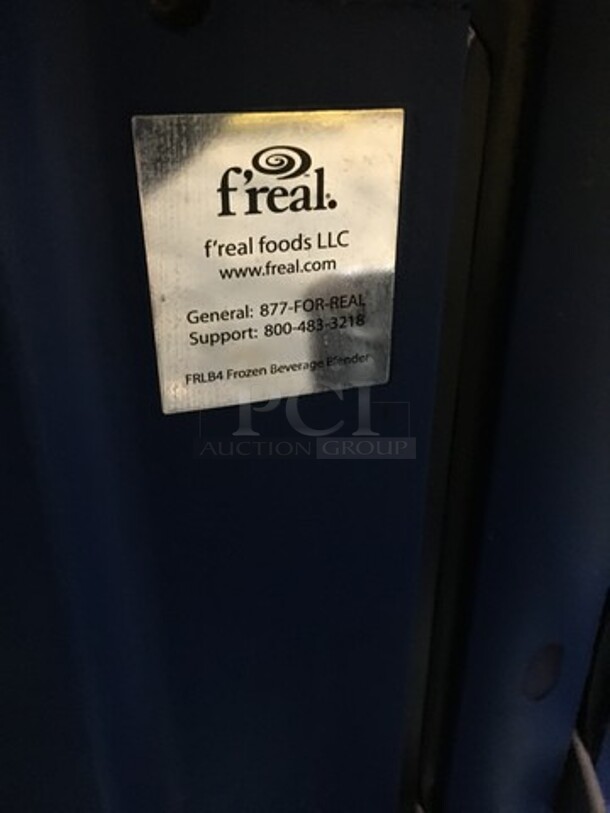 f'real.
f'real foods LLC
www.freal.com
General: 877-FOR-REAL
Support: 800-483-3218
FRLB4 Frozen Beverage Blender
PCI
AUCTION GROUP